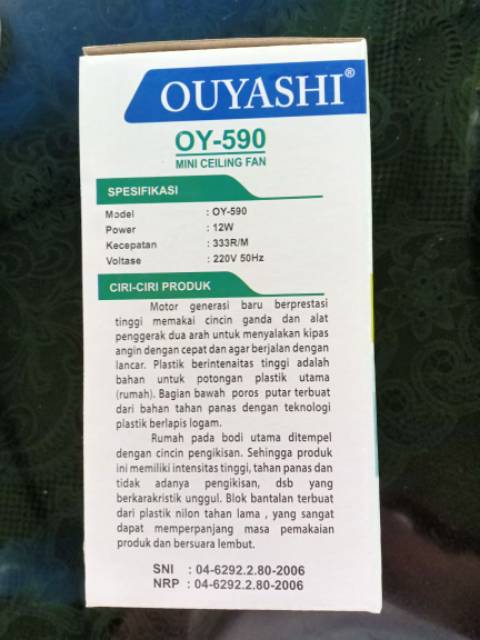 OUYASHI®
OY-590
MINI CEILING FAN
SPESIFIKASI
Model : OY-590
Power : 12W
Kecepatan : 333R/M
Voltase : 220V 50Hz
CIRI-CIRI PRODUK
Motor generasi baru berprestasi
tinggi memakai cincin ganda dan alat
penggerak dua arah untuk menyalakan kipas
angin dengan cepat dan agar berjalan dengan
lancar. Plastik berintenaitas tinggi adalah
bahan untuk potongan plastik utama
(rumah). Bagian bawah poros putar terbuat
dari bahan tahan panas dengan teknologi
plastik berlapis logam.
Rumah pada bodi utama ditempel
dengan cincin pengikisan. Sehingga produk
ini memiliki intensitas tinggi, tahan panas dan
tidak adanya pengikisan, dsb yang
berkarakristik unggul. Blok bantalan terbuat
dari plastik nilon tahan lama , yang sangat
dapat memperpanjang masa pemakaian
produk dan bersuara lembut.
SNI : 04-6292.2.80-2006
NRP : 04-6292.2.80-2006